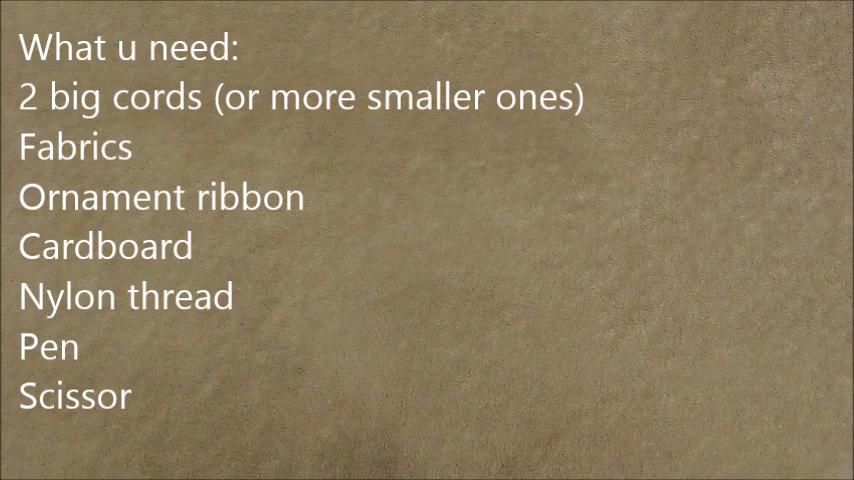 What u need:
2 big cords (or more smaller ones)
Fabrics
Ornament ribbon
Cardboard
Nylon thread
Pen
Scissor